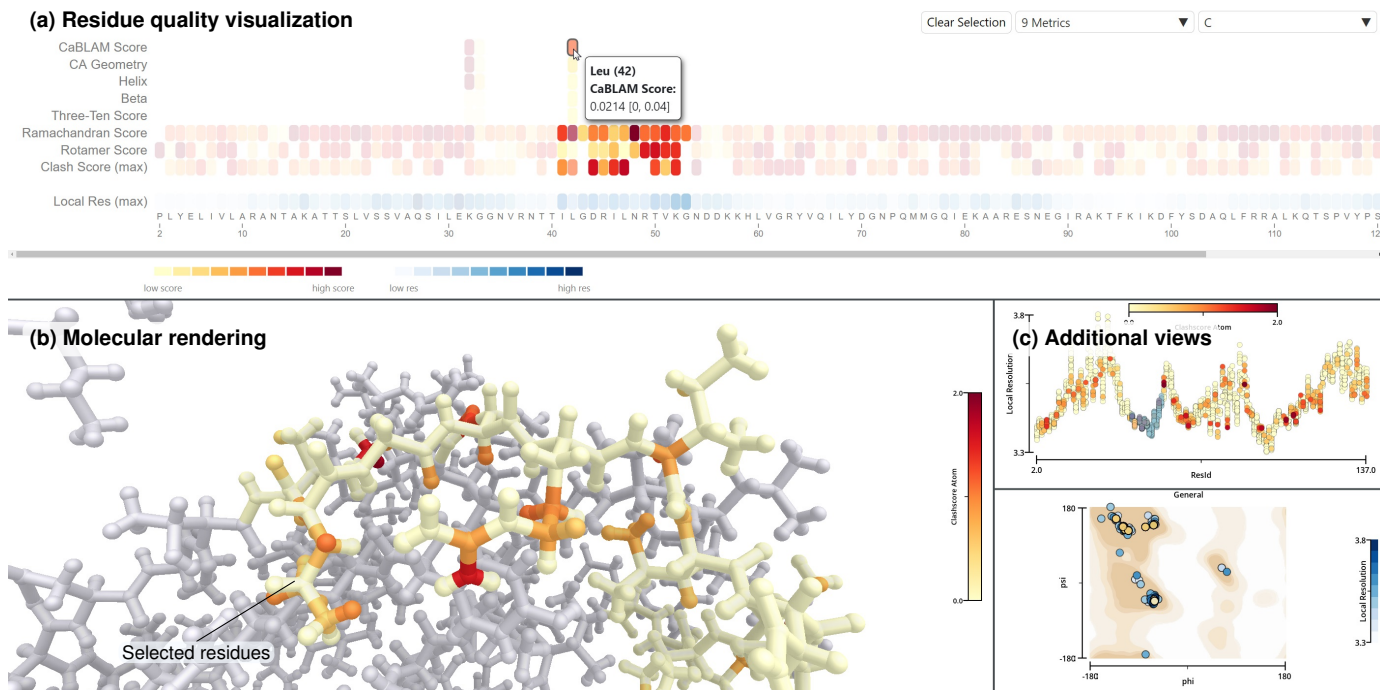 (a) Residue quality visualization
Clear Selection
9 Metrics
C
CaBLAM Score
CA Geometry
Helix
Beta
Three-Ten Score
Ramachandran Score
Rotamer Score
Clash Score (max)
Local Res (max)
Leu (42)
CaBLAM Score:
0.0214 [0, 0.04]
P L Y E L I V L A R A N T A K A T T S L V S S V A Q S I L E K G G N V R N T T I L G D R I L N R T V K G N D D K K H L V G R Y V Q I L Y D G N P Q M M G Q I E K A A R E S N E G I R A K T F K I K D F Y S D A Q L F R R A L K Q T S P V Y P S
2 10 20 30 40 50 60 70 80 90 100 110 12
low score high score low res high res
(b) Molecular rendering
Selected residues
2.0
Clashscore Atom
0.0
(c) Additional views
2.0
3.8
Local Resolution
3.3
2.0 137.0
ResId
General
180
psi
-180
-180 180
phi
3.8
Local Resolution
3.3